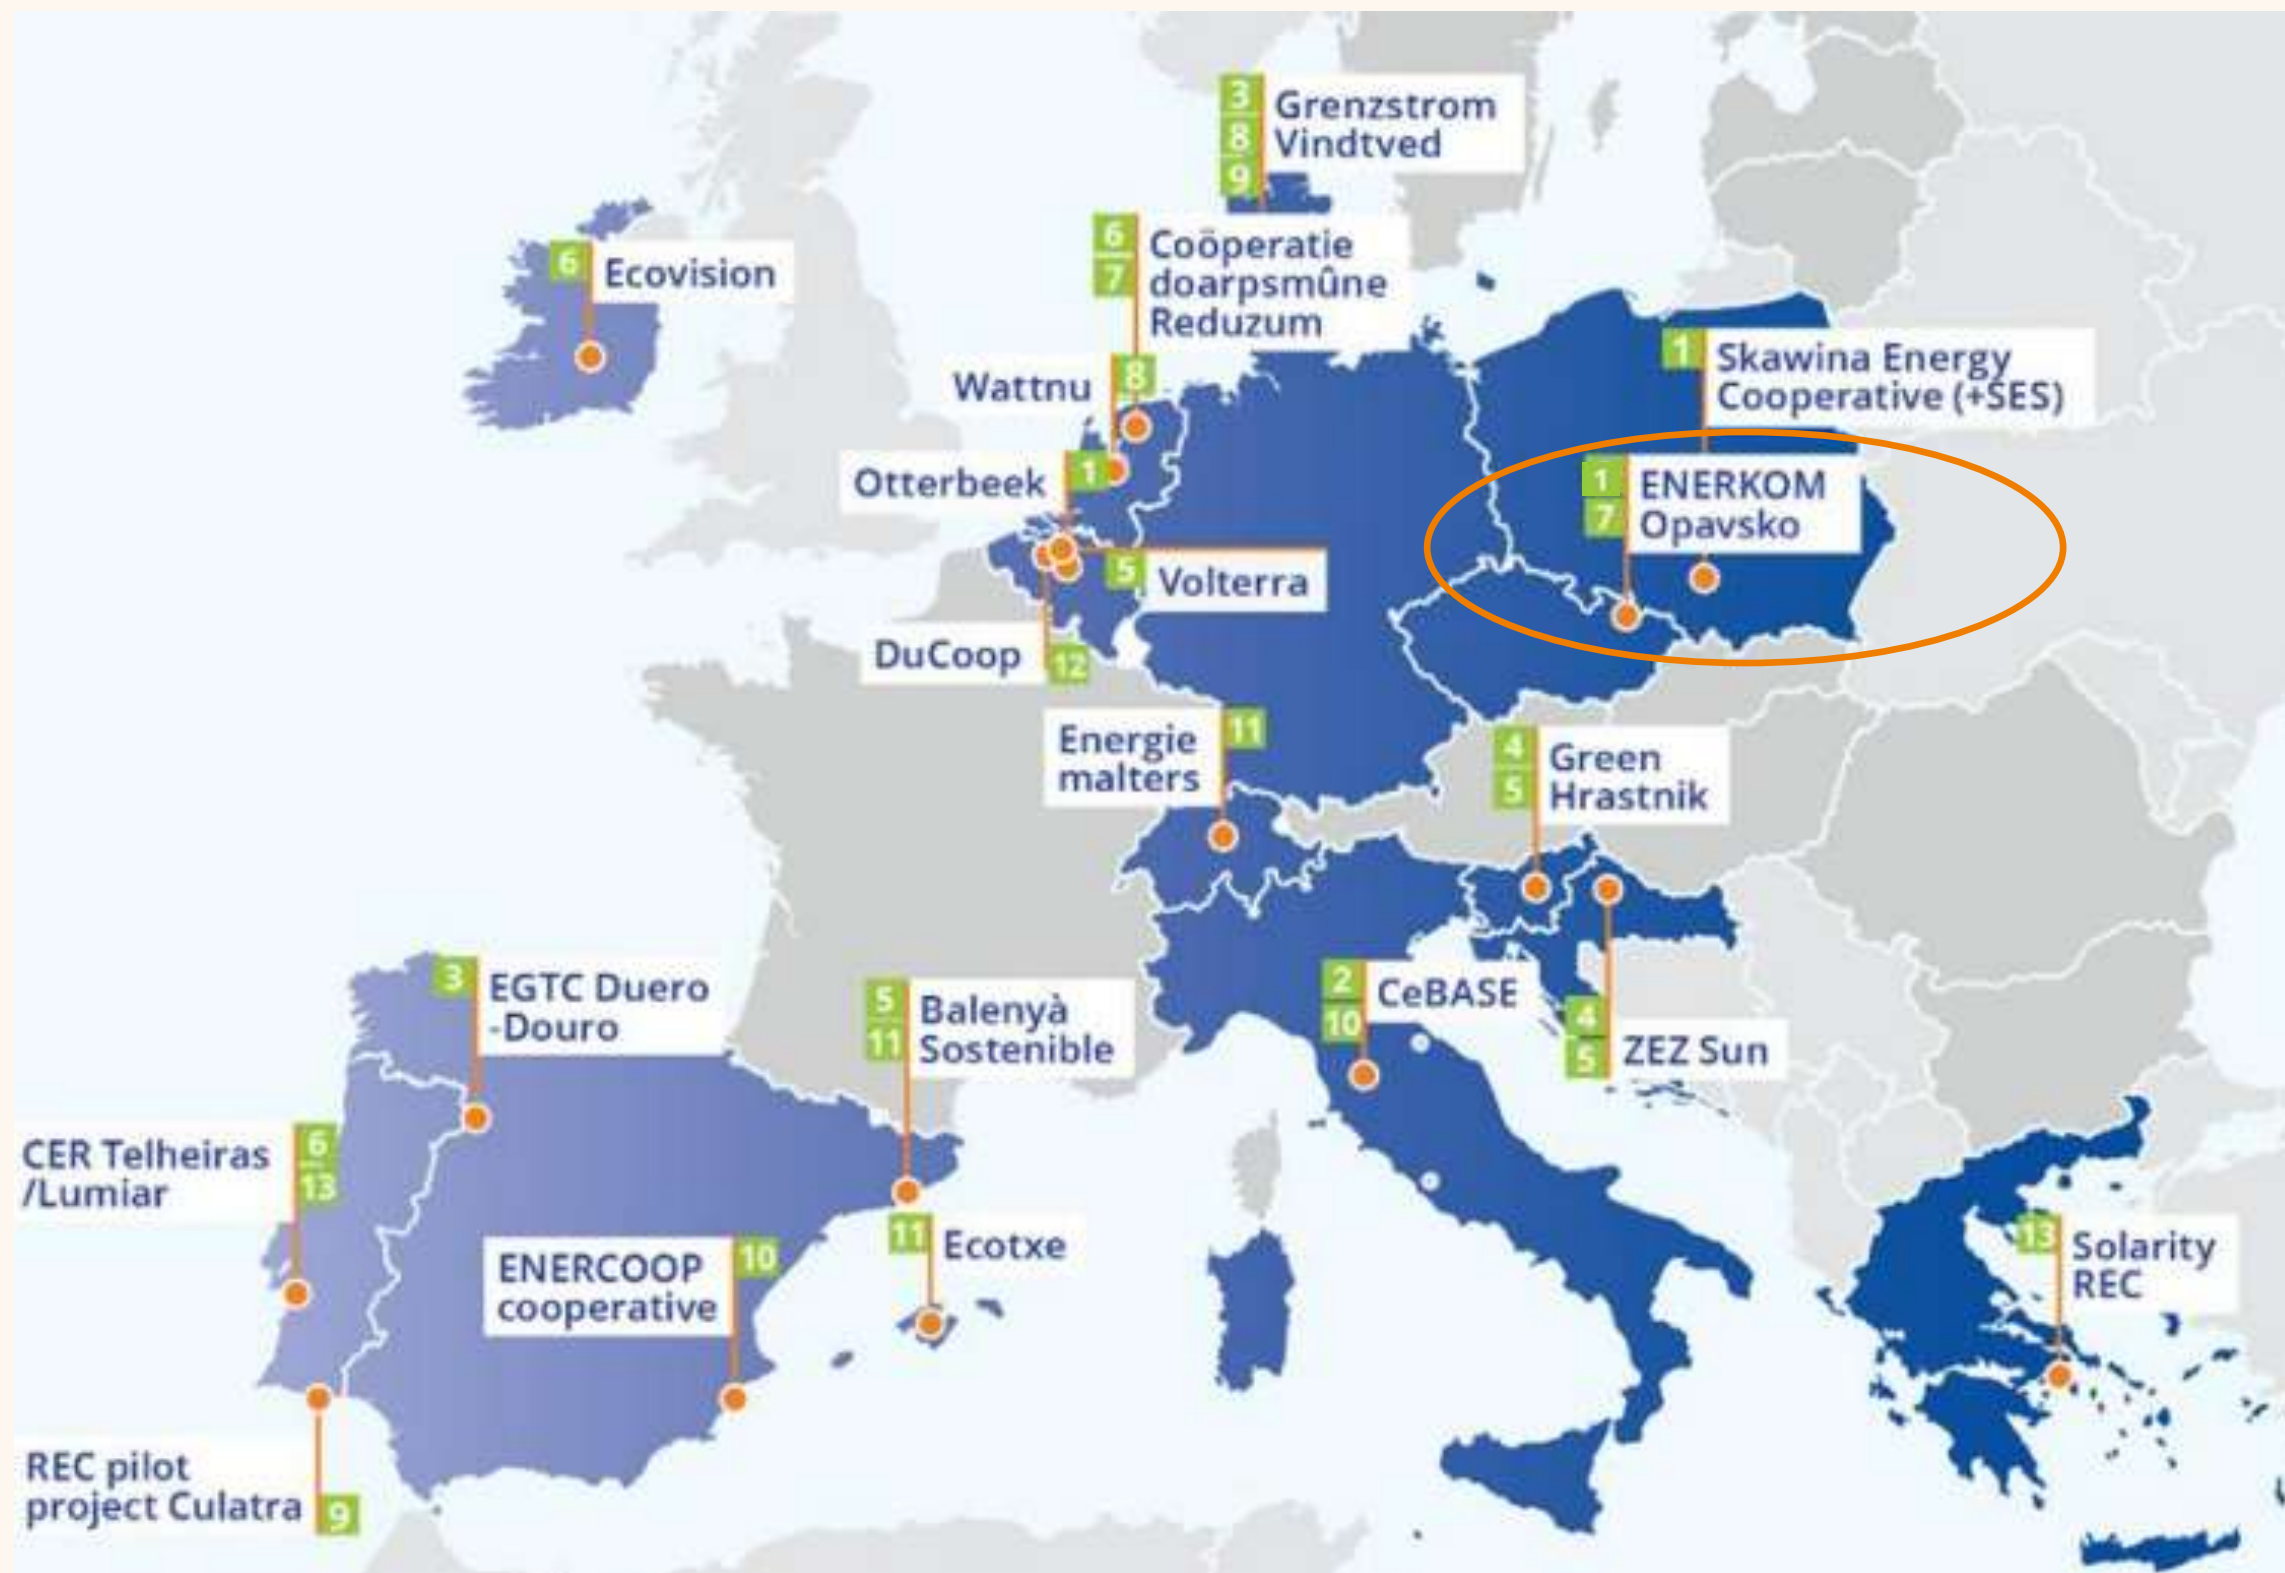 3
8
9
Grenzstrom
Vindtved
6
Ecovision
6
7
Coöperatie
doarpsmûne
Reduzum
Wattnu
8
1
Skawina Energy
Cooperative (+SES)
Otterbeek
1
1
7
ENERKOM
Opavsko
5
Volterra
DuCoop
12
Energie
malters
11
4
5
Green
Hrastnik
3
EGTC Duero
-Douro
5
11
Balenyà
Sostenible
2
10
CeBASE
4
5
ZEZ Sun
CER Telheiras
/Lumiar
6
13
ENERCOOP
cooperative
10
11
Ecotxe
13
Solarity
REC
REC pilot
project Culatra
9